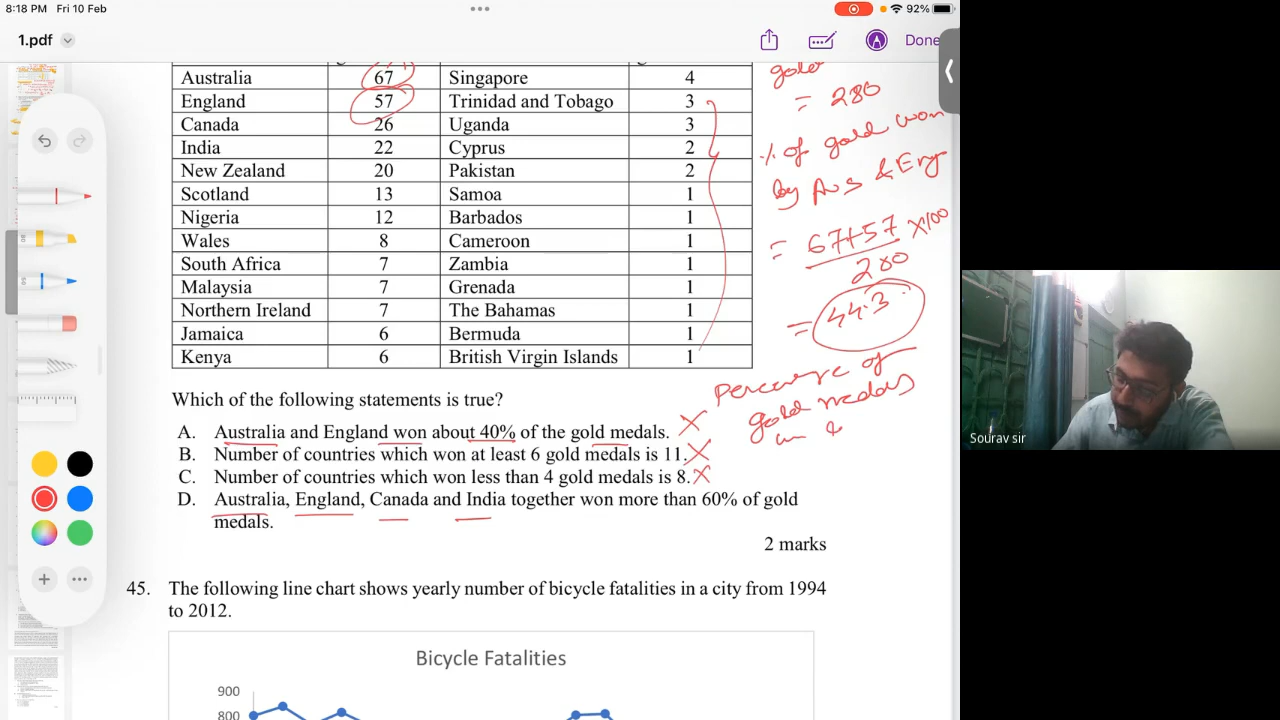 8:18 PM Fri 10 Feb
92%
1.pdf
Done
Australia 67 Singapore 4
England 57 Trinidad and Tobago 3
Canada 26 Uganda 3
India 22 Cyprus 2
New Zealand 20 Pakistan 2
Scotland 13 Samoa 1
Nigeria 12 Barbados 1
Wales 8 Cameroon 1
South Africa 7 Zambia 1
Malaysia 7 Grenada 1
Northern Ireland 7 The Bahamas 1
Jamaica 6 Bermuda 1
Kenya 6 British Virgin Islands 1
gold
= 280
% of gold won
by Aus & Eng
= 67+57 ×100
280
= 44.3
Percentage of
gold medals
Which of the following statements is true?
A. Australia and England won about 40% of the gold medals.
B. Number of countries which won at least 6 gold medals is 11.
C. Number of countries which won less than 4 gold medals is 8.
D. Australia, England, Canada and India together won more than 60% of gold
medals.
2 marks
45. The following line chart shows yearly number of bicycle fatalities in a city from 1994
to 2012.
Bicycle Fatalities
900
800
Sourav sir